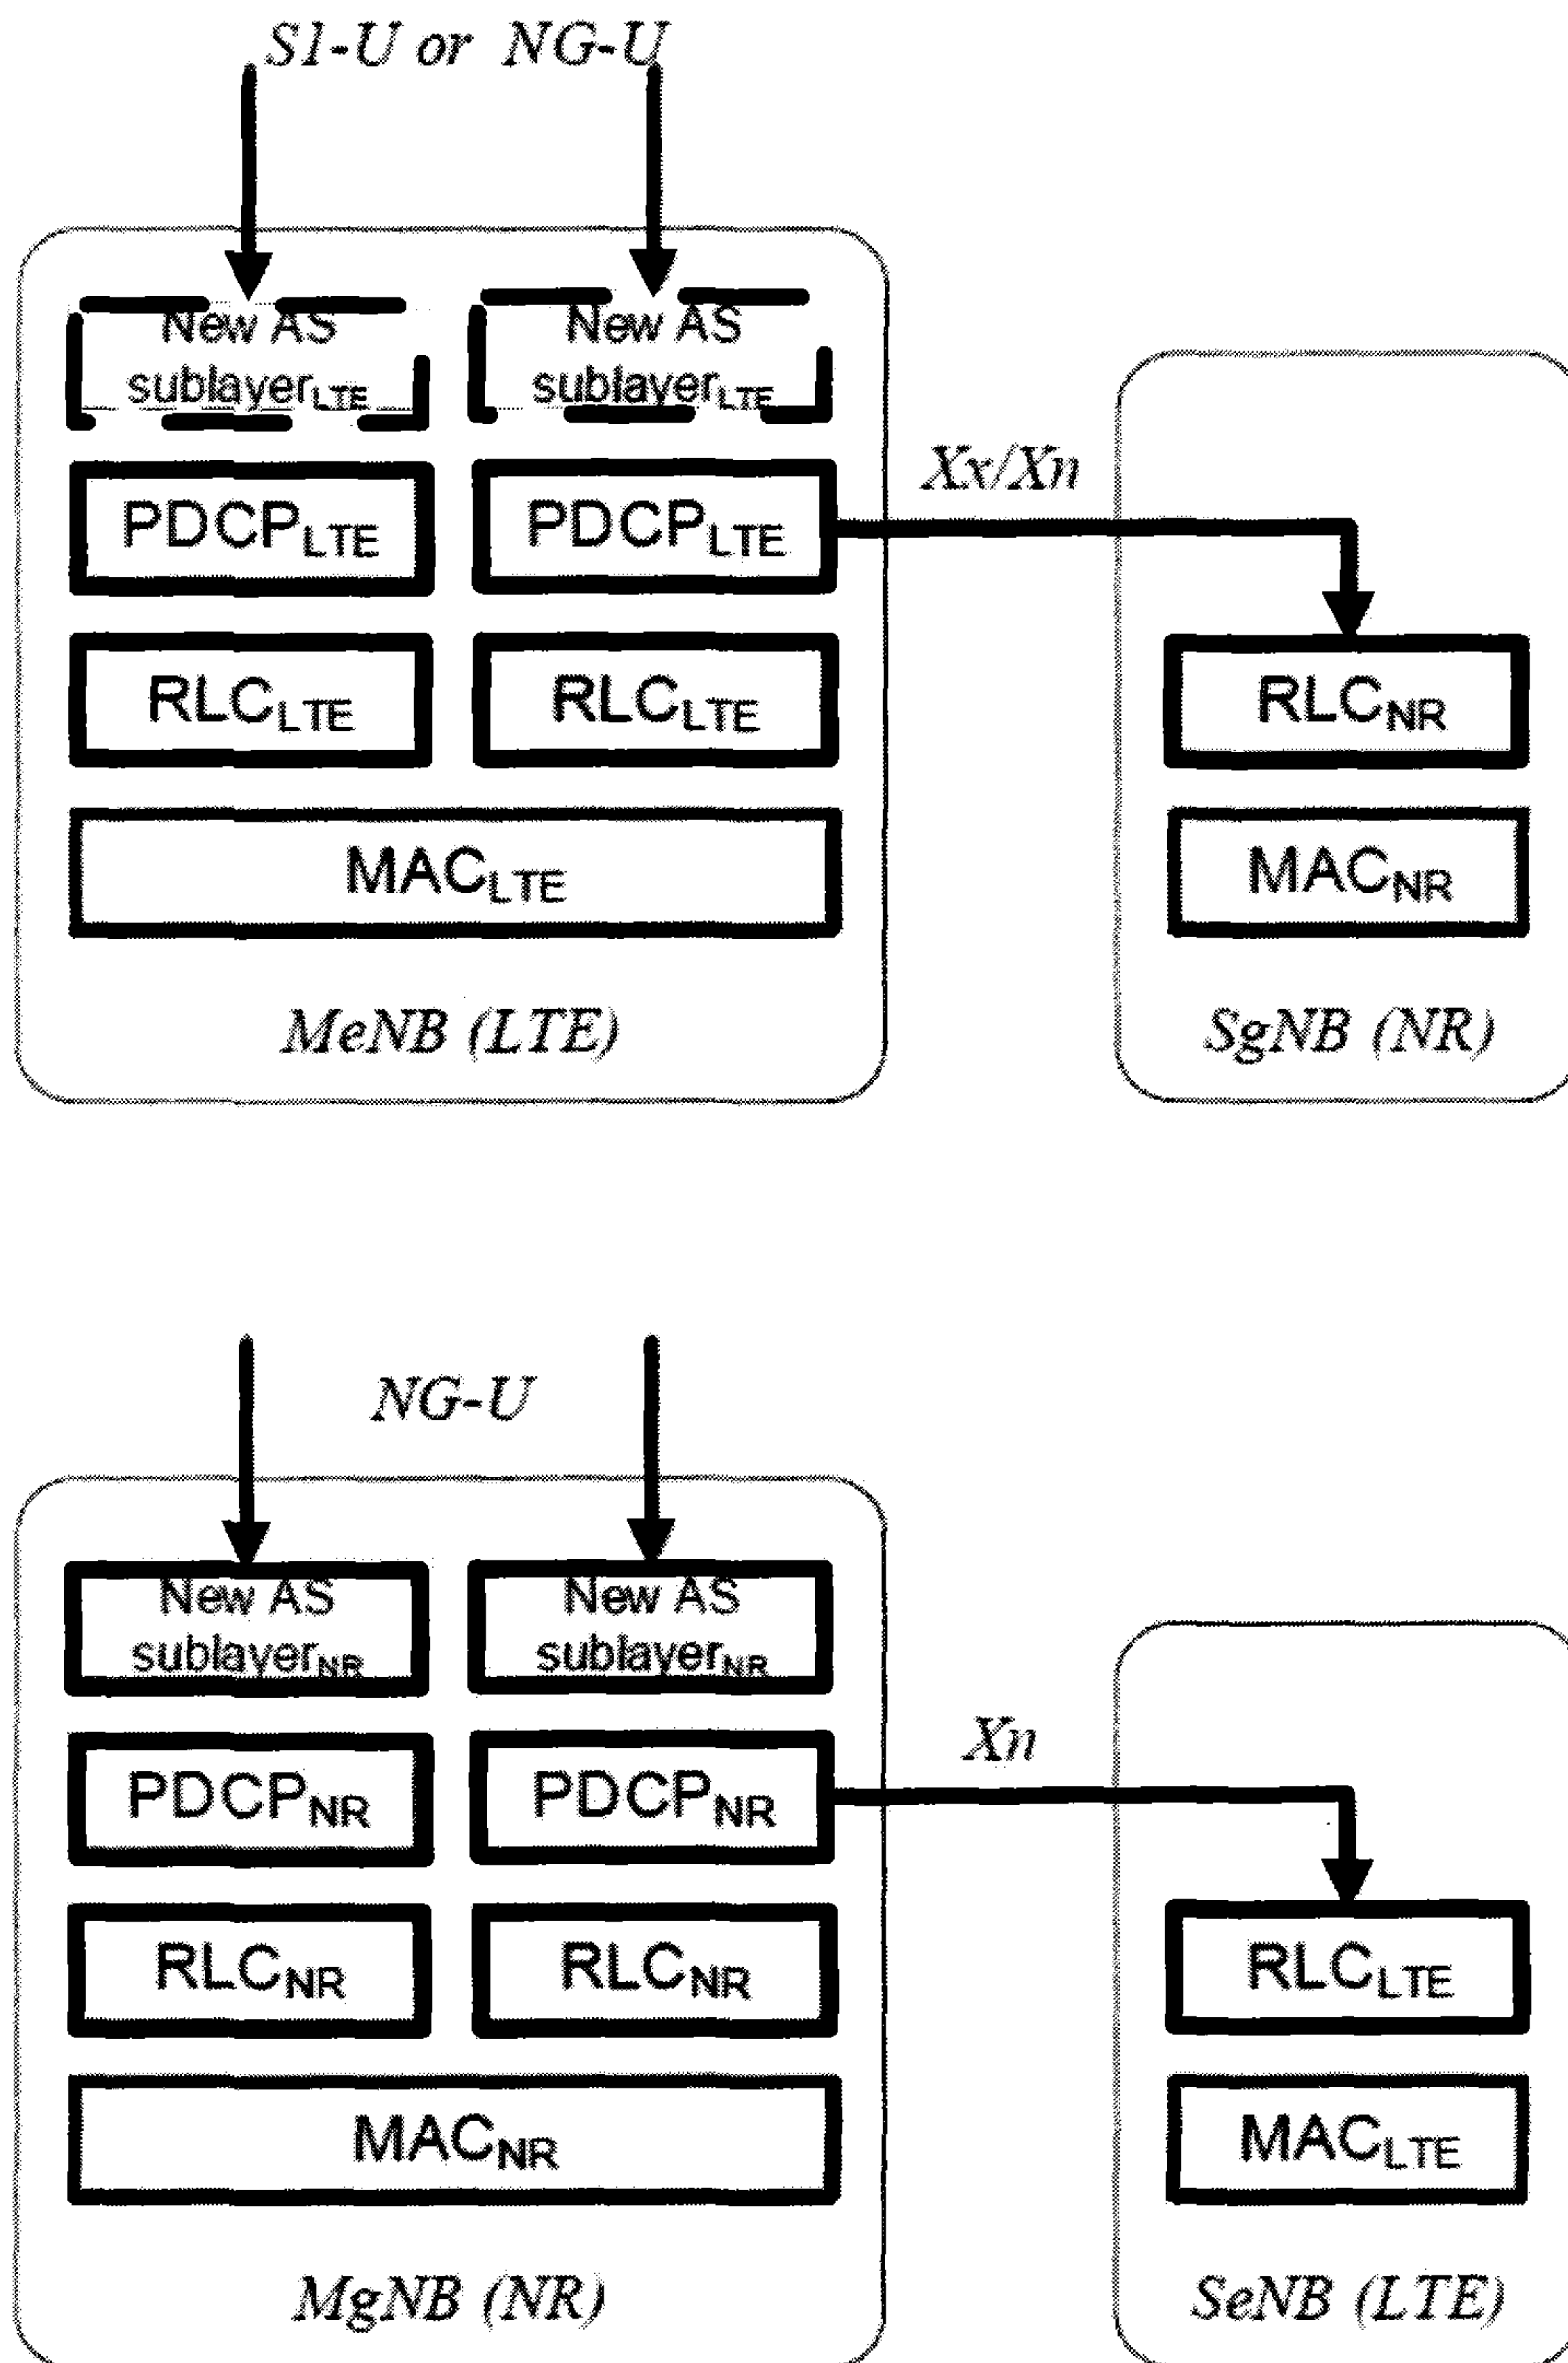 S1-U or NG-U
New AS New AS
sublayerLTE sublayerLTE
Xx/Xn
PDCPLTE PDCPLTE
RLCLTE RLCLTE RLCNR
MACLTE MACNR
MeNB (LTE) SgNB (NR)
NG-U
New AS New AS
sublayerNR sublayerNR
Xn
PDCPNR PDCPNR
RLCNR RLCNR RLCLTE
MACNR MACLTE
MgNB (NR) SeNB (LTE)